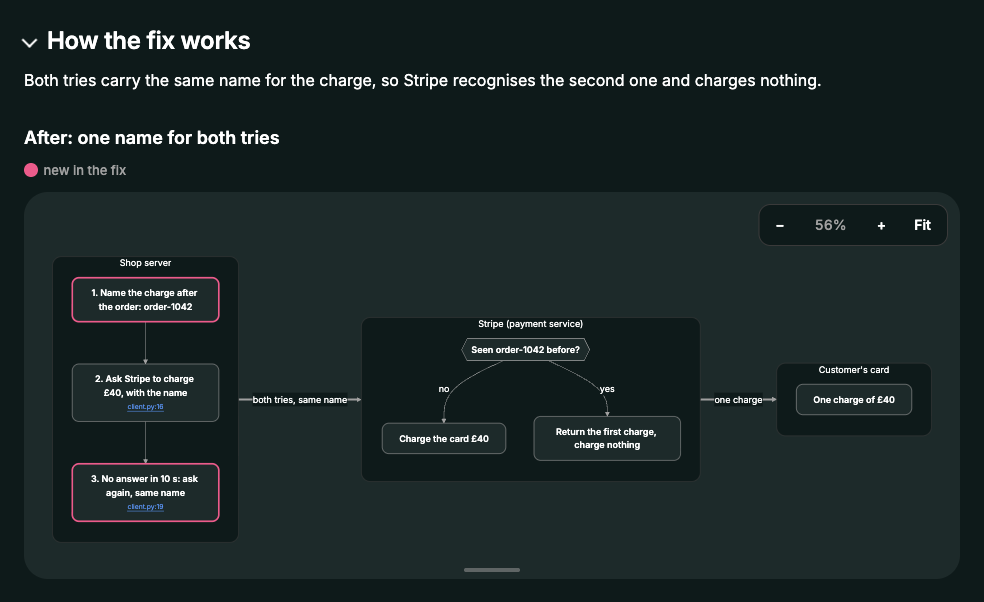 How the fix works
Both tries carry the same name for the charge, so Stripe recognises the second one and charges nothing.
After: one name for both tries
new in the fix
− 56% + Fit
Shop server
1. Name the charge after
the order: order-1042
2. Ask Stripe to charge
£40, with the name
client.py:16
3. No answer in 10 s: ask
again, same name
client.py:19
both tries, same name
Stripe (payment service)
Seen order-1042 before?
no
yes
Charge the card £40
Return the first charge,
charge nothing
one charge
Customer's card
One charge of £40